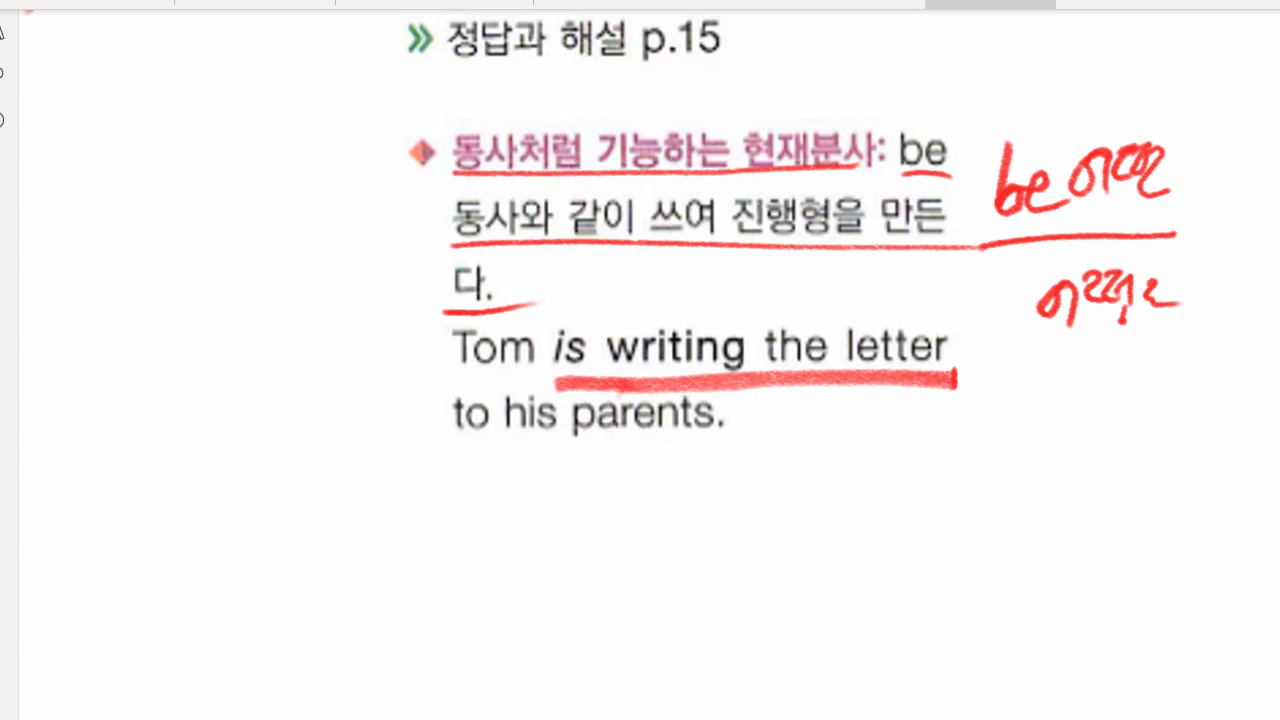 정답과 해설 p.15
동사처럼 기능하는 현재분사: be
동사와 같이 쓰여 진행형을 만든
다.
Tom is writing the letter
to his parents.
be